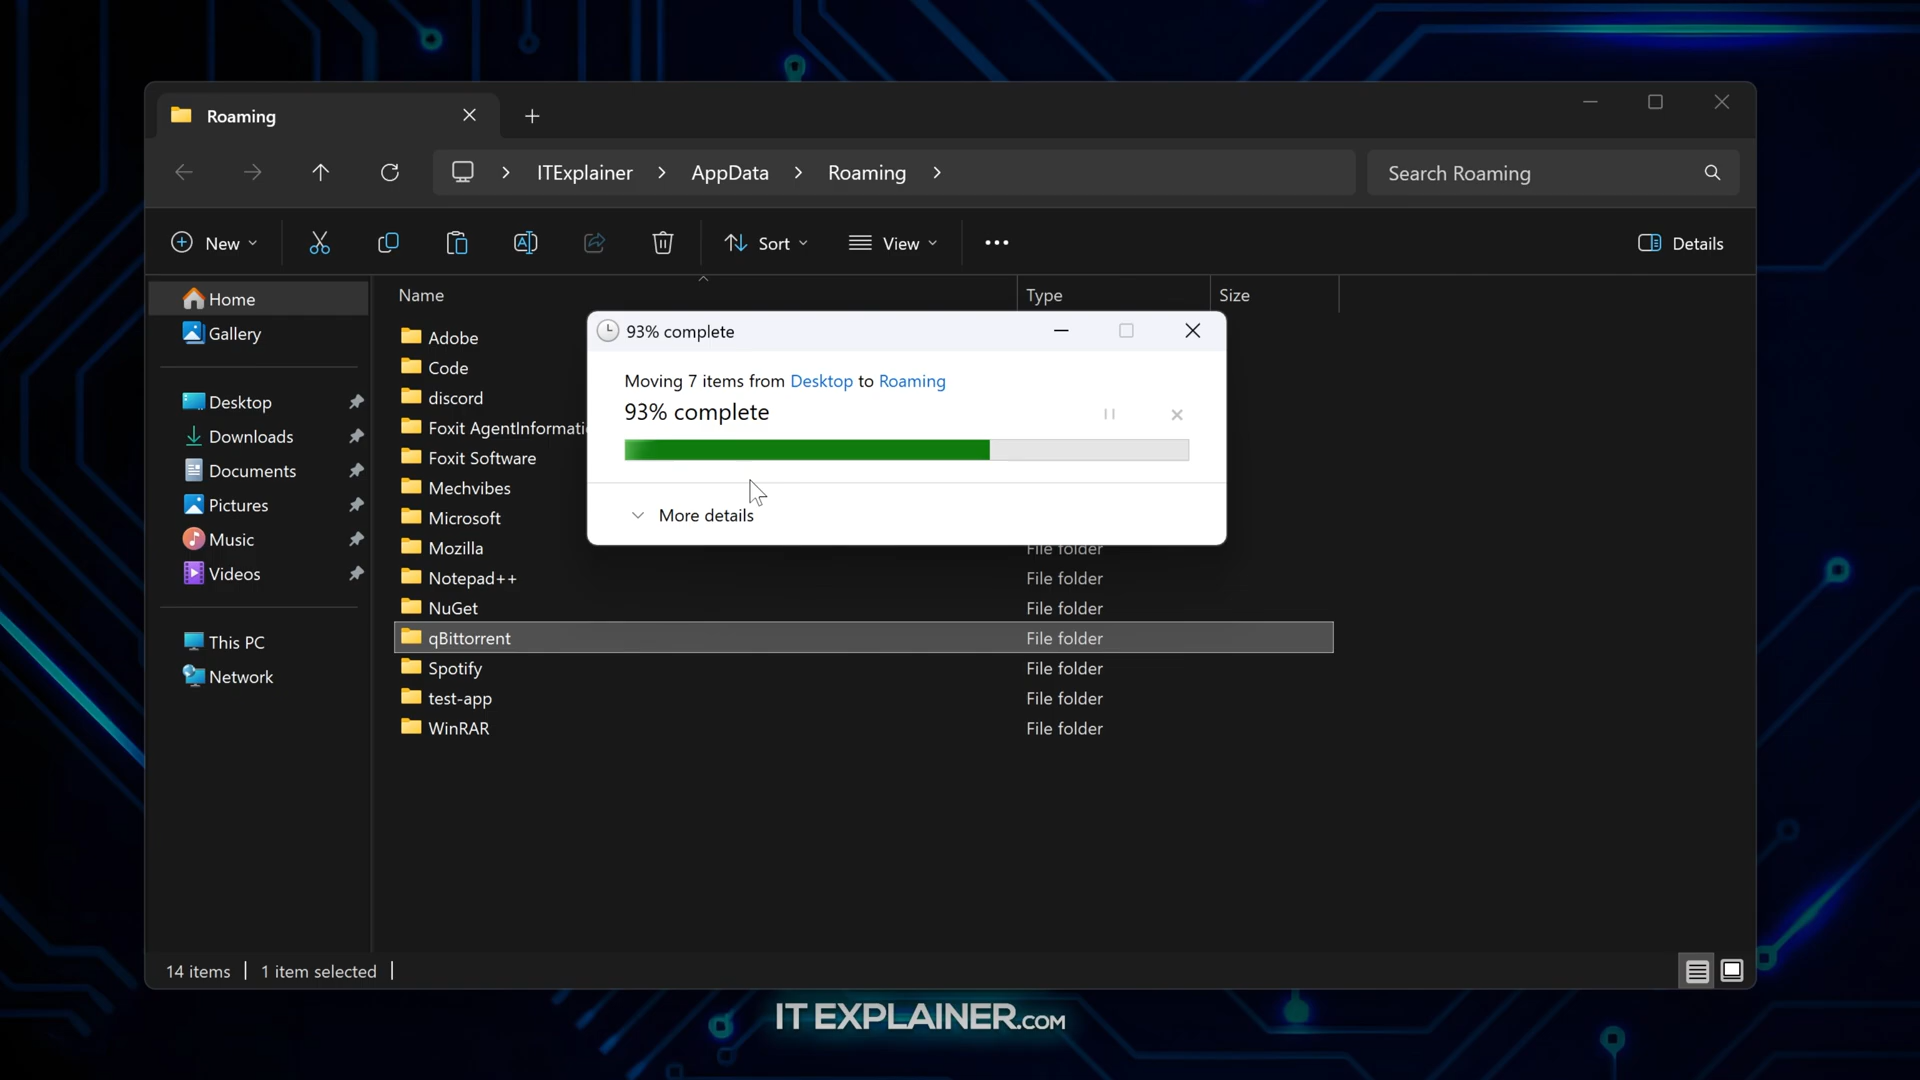 Roaming
ITExplainer
AppData
Roaming
Search Roaming
New
Sort
View
Details
Home
Gallery
Desktop
Downloads
Documents
Pictures
Music
Videos
This PC
Network
Name
Type
Size
Adobe
Code
discord
Foxit AgentInformati
Foxit Software
Mechvibes
Microsoft
Mozilla
File folder
Notepad++
File folder
NuGet
File folder
qBittorrent
File folder
Spotify
File folder
test-app
File folder
WinRAR
File folder
93% complete
Moving 7 items from Desktop to Roaming
93% complete
More details
14 items
1 item selected
IT EXPLAINER.COM